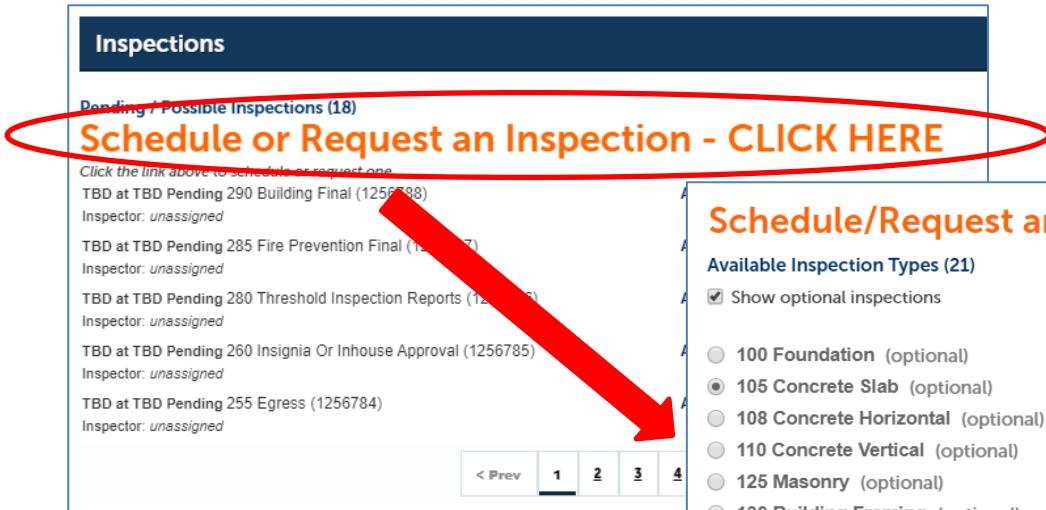 Inspections
Pending / Possible Inspections (18)
Schedule or Request an Inspection - CLICK HERE
Click the link above to schedule or request one
TBD at TBD Pending 290 Building Final (1256788)
Inspector: unassigned
TBD at TBD Pending 285 Fire Prevention Final
Inspector: unassigned
TBD at TBD Pending 280 Threshold Inspection Reports
Inspector: unassigned
TBD at TBD Pending 260 Insignia Or Inhouse Approval (1256785)
Inspector: unassigned
TBD at TBD Pending 255 Egress (1256784)
Inspector: unassigned
< Prev 1 2 3 4
Schedule/Request
Available Inspection Types (21)
Show optional inspections
100 Foundation (optional)
105 Concrete Slab (optional)
108 Concrete Horizontal (optional)
110 Concrete Vertical (optional)
125 Masonry (optional)